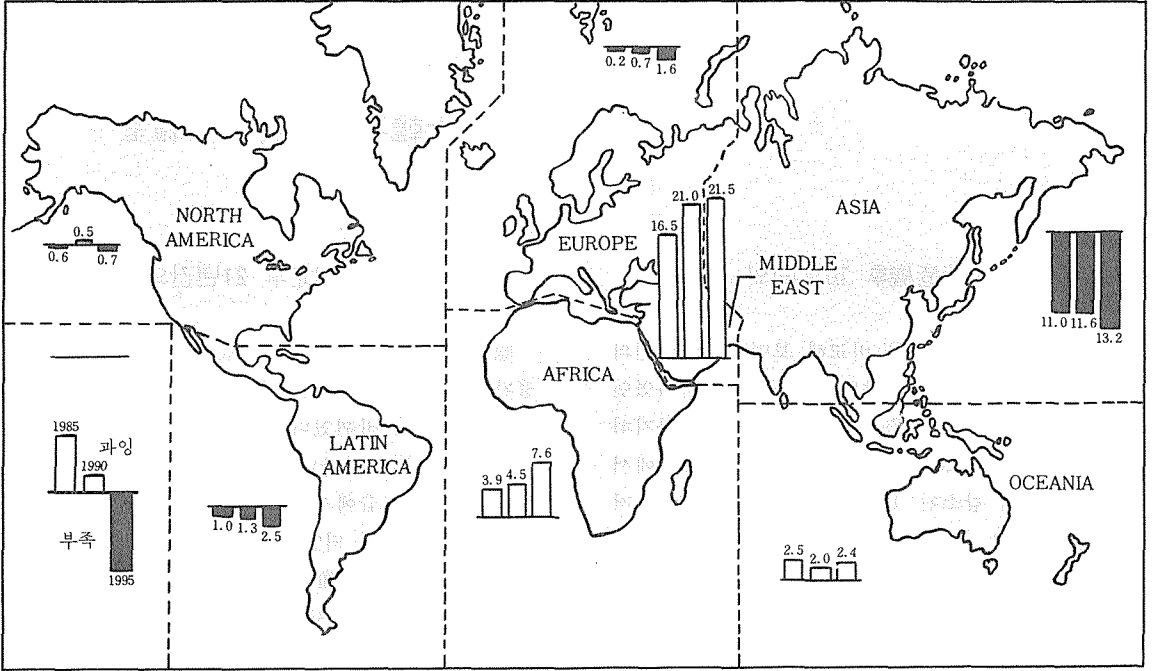 0.2 0.7 1.6
NORTH
AMERICA
0.5
0.6 0.7
EUROPE
16.5 21.0 21.5
MIDDLE
EAST
ASIA
11.0 11.6 13.2
AFRICA
3.9 4.5 7.6
LATIN
AMERICA
1.0 1.3 2.5
1985
과잉
1990
부족
1995
OCEANIA
2.5 2.0 2.4